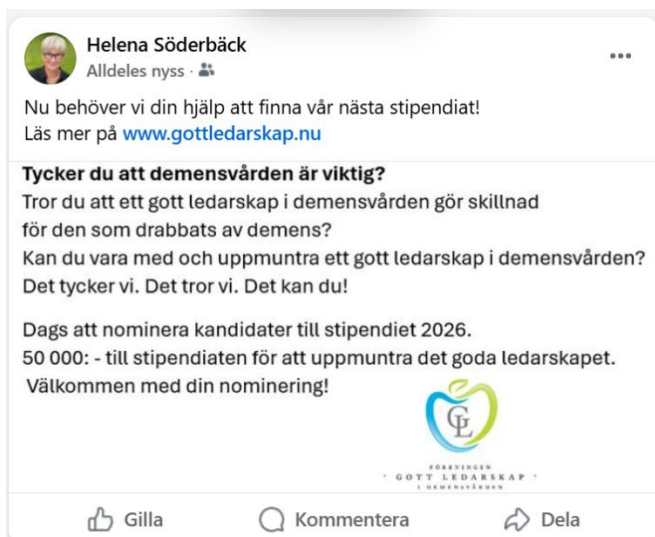 Helena Söderbäck
Alldeles nyss ·
Nu behöver vi din hjälp att finna vår nästa stipendiat!
Läs mer på www.gottledarskap.nu
Tycker du att demensvården är viktig?
Tror du att ett gott ledarskap i demensvården gör skillnad
för den som drabbats av demens?
Kan du vara med och uppmuntra ett gott ledarskap i demensvården?
Det tycker vi. Det tror vi. Det kan du!
Dags att nominera kandidater till stipendiet 2026.
50 000: - till stipendiaten för att uppmuntra det goda ledarskapet.
Välkommen med din nominering!
GL
FÖRENINGEN
· GOTT LEDARSKAP ·
I DEMENSVÅRDEN
Gilla Kommentera Dela